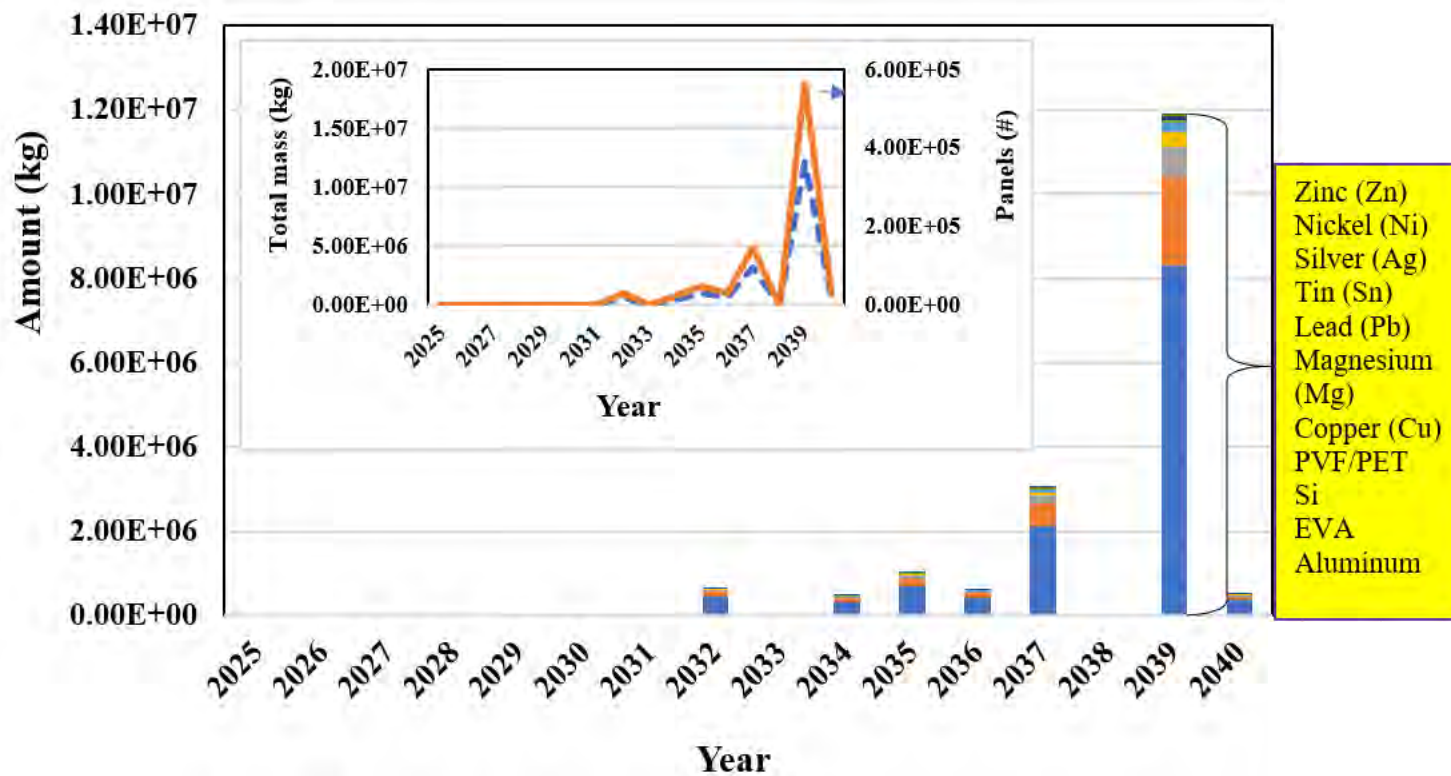 1.40E+07
1.20E+07
1.00E+07
8.00E+06
6.00E+06
4.00E+06
2.00E+06
0.00E+00
Amount (kg)
2.00E+07
1.50E+07
1.00E+07
5.00E+06
0.00E+00
Total mass (kg)
6.00E+05
4.00E+05
2.00E+05
0.00E+00
Panels (#)
2025 2027 2029 2031 2033 2035 2037 2039
Year
Zinc (Zn)
Nickel (Ni)
Silver (Ag)
Tin (Sn)
Lead (Pb)
Magnesium
(Mg)
Copper (Cu)
PVF/PET
Si
EVA
Aluminum
2025 2026 2027 2028 2029 2030 2031 2032 2033 2034 2035 2036 2037 2038 2039 2040
Year